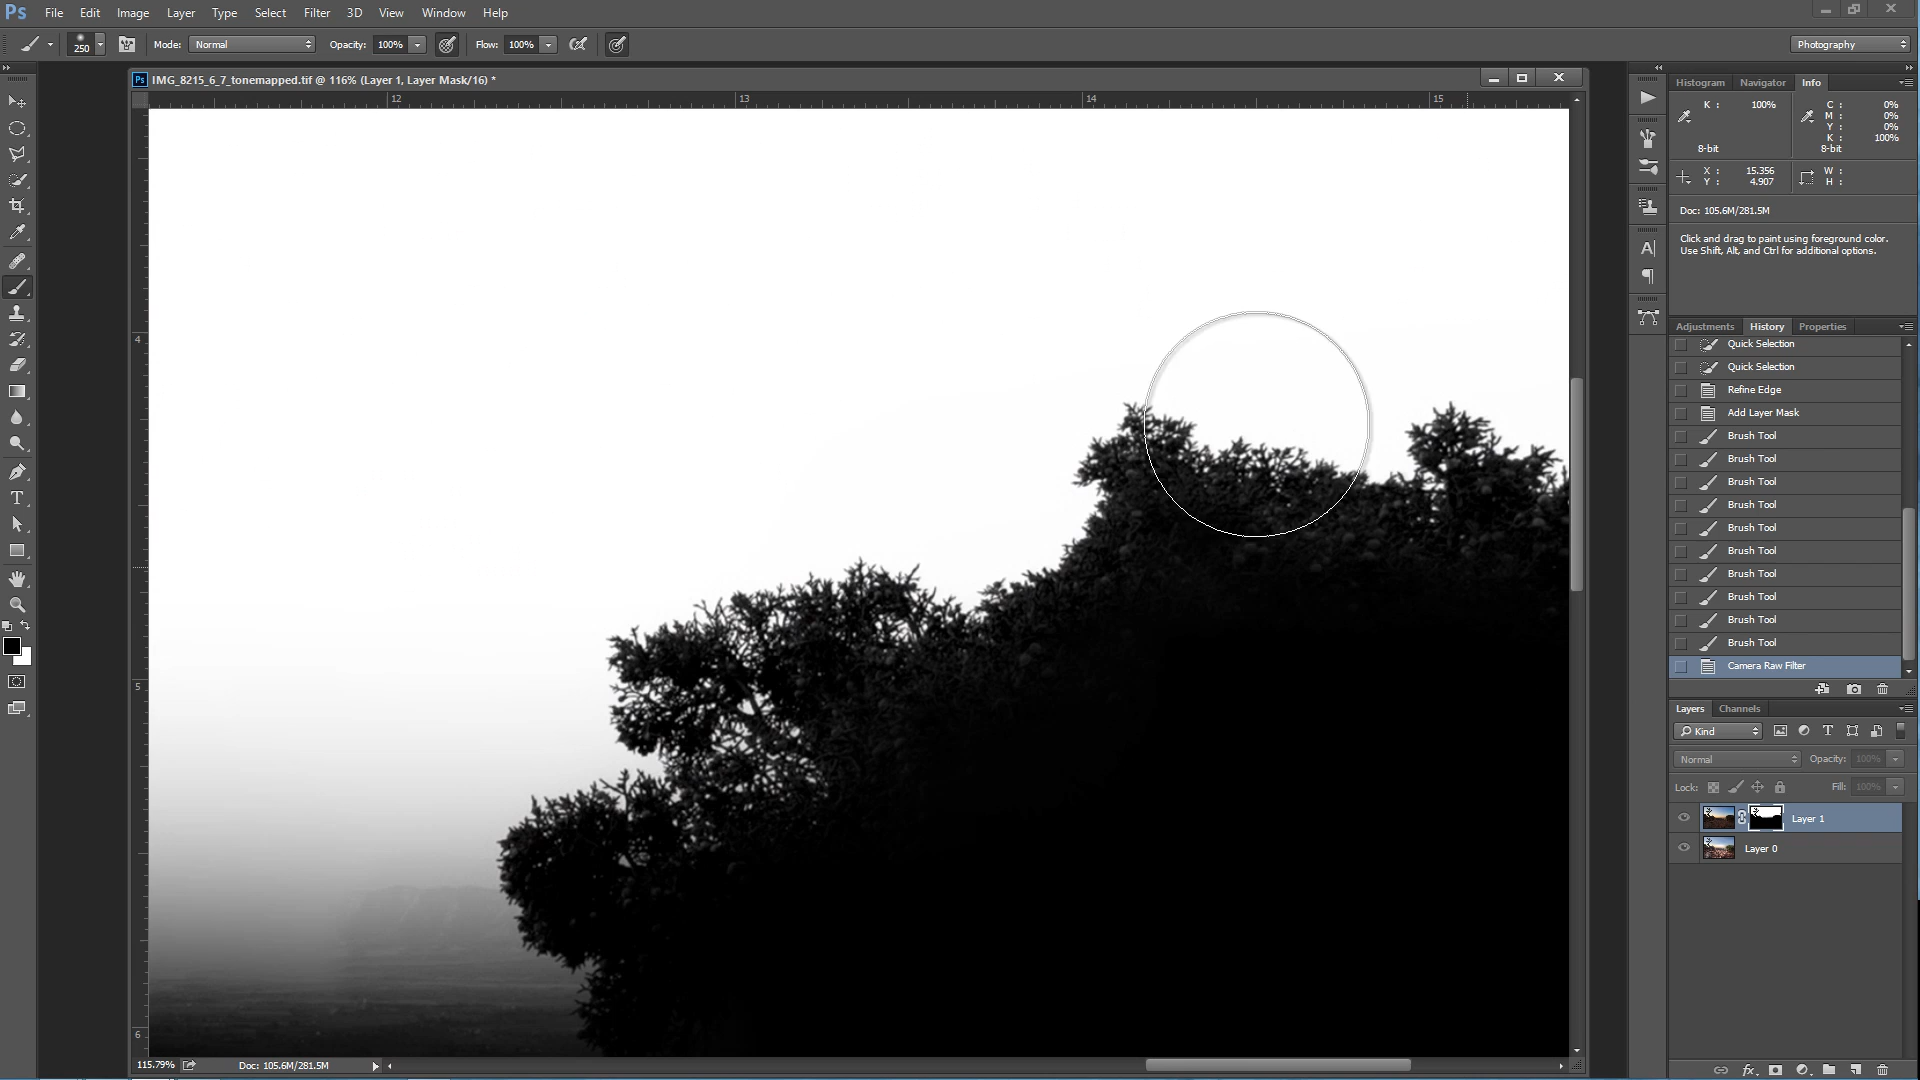 Ps File Edit Image Layer Type Select Filter 3D View Window Help
250 Mode: Normal Opacity: 100% Flow: 100% Photography
Ps IMG_8215_6_7_tonemapped.tif @ 116% (Layer 1, Layer Mask/16) *
12 13 14 15
4
5
6
T
115.79% Doc: 105.6M/281.5M
A
Histogram Navigator Info
K : 100% C : 0%
M : 0%
Y : 0%
K : 100%
8-bit 8-bit
X : 15.356 W :
Y : 4.907 H :
Doc: 105.6M/281.5M
Click and drag to paint using foreground color.
Use Shift, Alt, and Ctrl for additional options.
Adjustments History Properties
Quick Selection
Quick Selection
Refine Edge
Add Layer Mask
Brush Tool
Brush Tool
Brush Tool
Brush Tool
Brush Tool
Brush Tool
Brush Tool
Brush Tool
Brush Tool
Brush Tool
Camera Raw Filter
Layers Channels
Kind T
Normal Opacity: 100%
Lock: Fill: 100%
Layer 1
Layer 0
fx